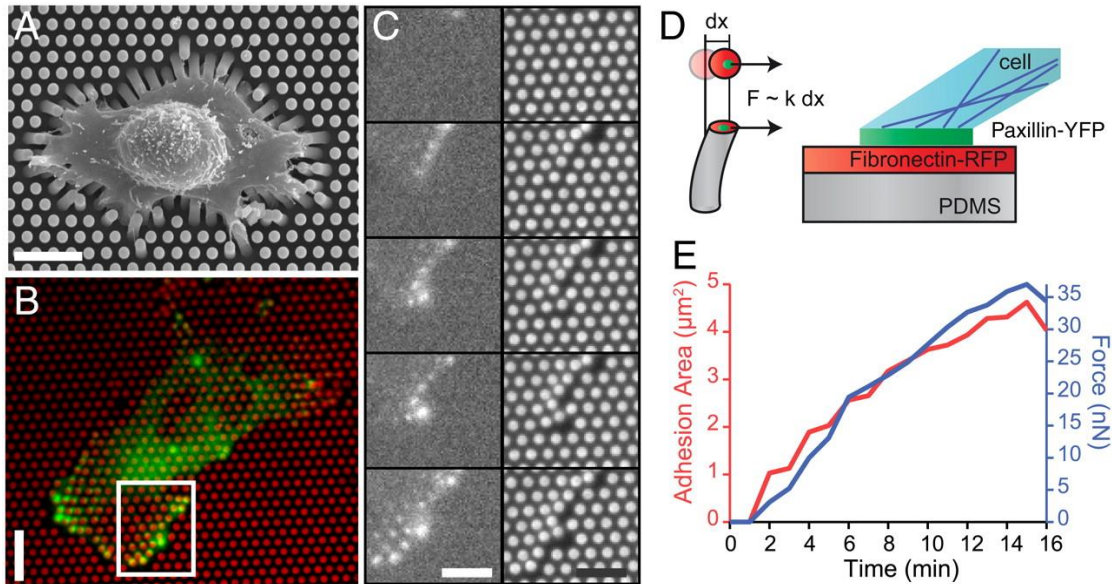 A
B
C
D
dx
F ~ k dx
cell
Paxillin-YFP
Fibronectin-RFP
PDMS
E
Adhesion Area (μm²)
5
4
3
2
1
0
Force (nN)
35
30
25
20
15
10
5
0
0 2 4 6 8 10 12 14 16
Time (min)